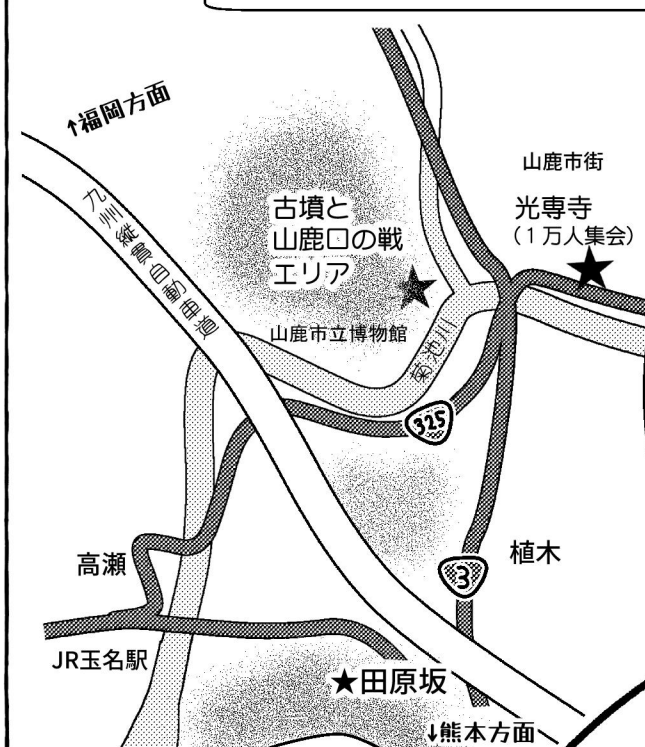 ↑福岡方面
九州縦貫自動車道
山鹿市街
光専寺
（１万人集会）
古墳と
山鹿口の戦
エリア
山鹿市立博物館
菊池川
325
3
植木
高瀬
JR玉名駅
★田原坂
↓熊本方面